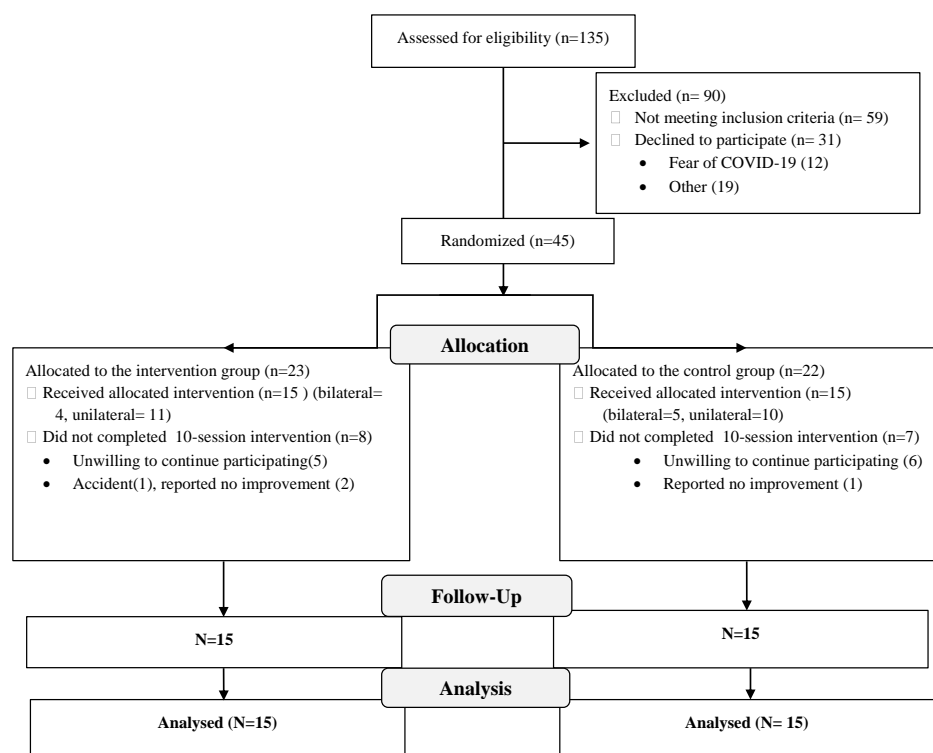 Assessed for eligibility (n=135)
Excluded (n= 90)
Not meeting inclusion criteria (n= 59)
Declined to participate (n= 31)
• Fear of COVID-19 (12)
• Other (19)
Randomized (n=45)
Allocation
Allocated to the intervention group (n=23)
Received allocated intervention (n=15 ) (bilateral=
4, unilateral= 11)
Did not completed 10-session intervention (n=8)
• Unwilling to continue participating(5)
• Accident(1), reported no improvement (2)
Allocated to the control group (n=22)
Received allocated intervention (n=15)
(bilateral=5, unilateral=10)
Did not completed 10-session intervention (n=7)
• Unwilling to continue participating (6)
• Reported no improvement (1)
Follow-Up
N=15
N=15
Analysis
Analysed (N=15)
Analysed (N= 15)